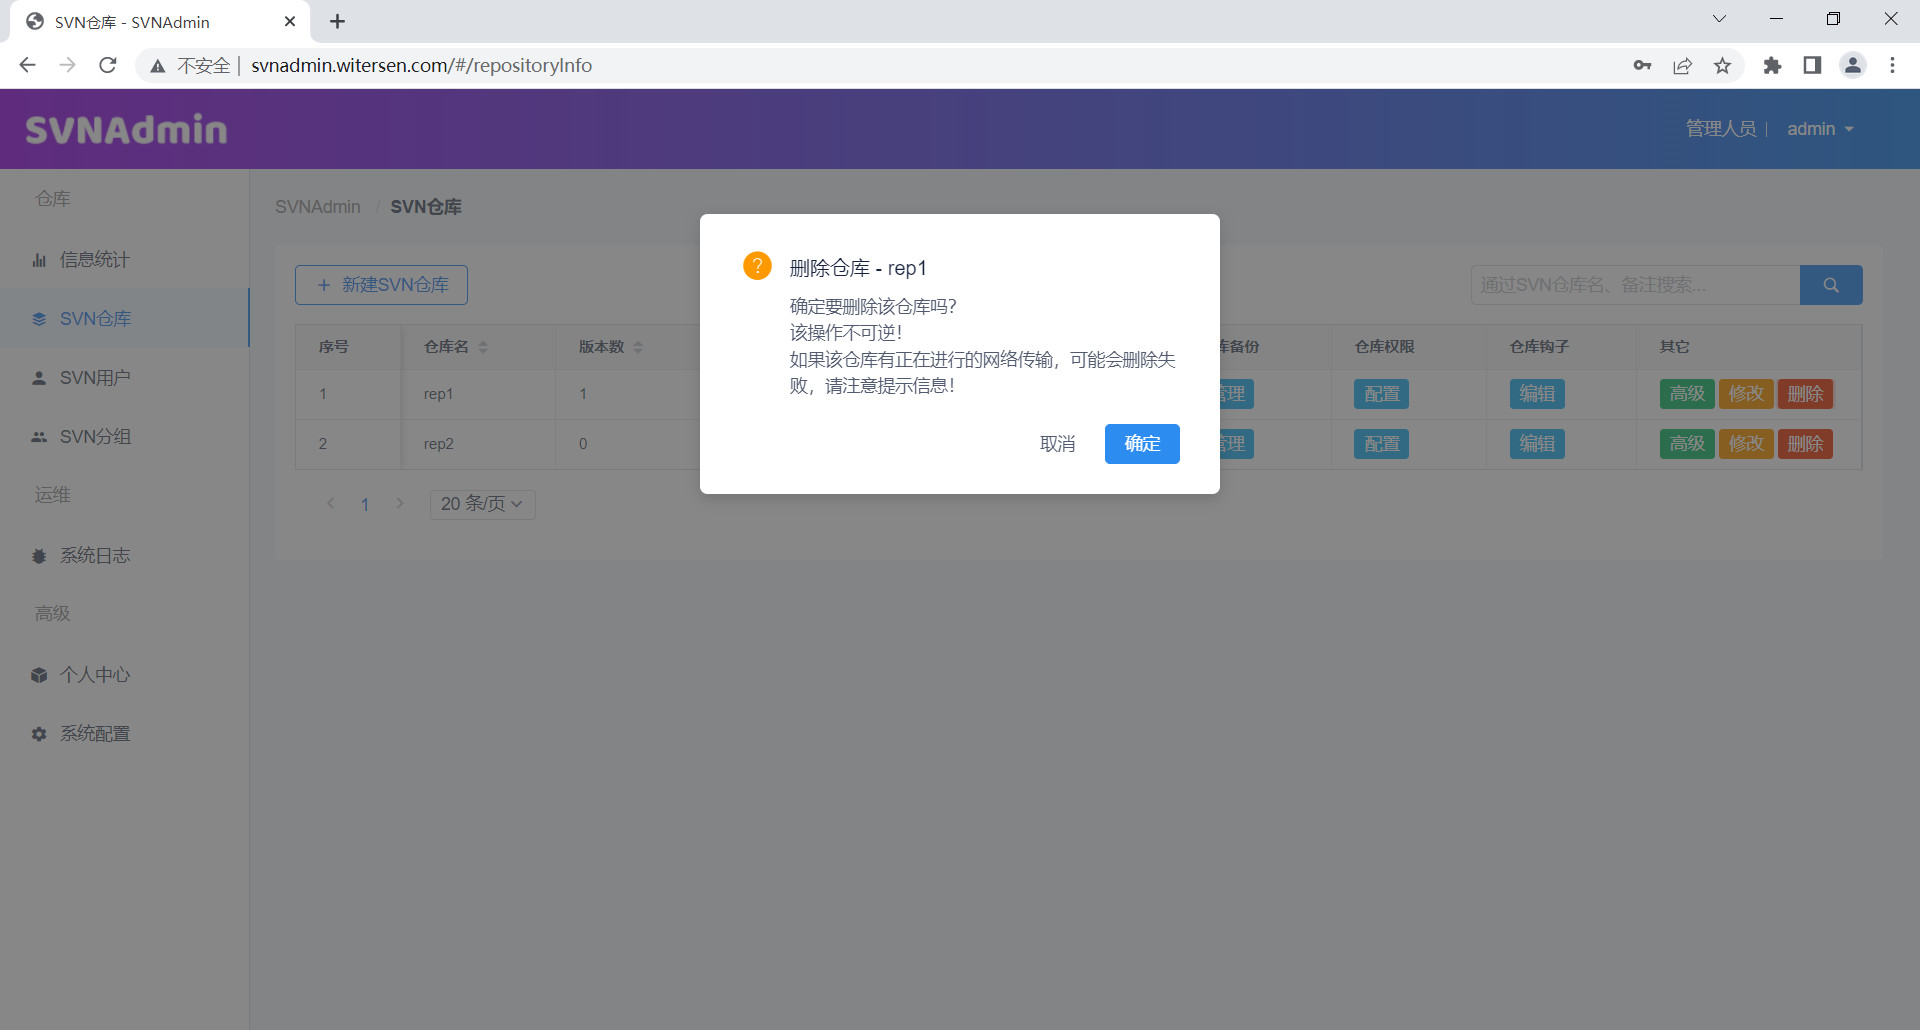 SVN仓库 - SVNAdmin
不安全 | svnadmin.witersen.com/#/repositoryInfo
SVNAdmin
管理人员 | admin
仓库
信息统计
SVN仓库
SVN用户
SVN分组
运维
系统日志
高级
个人中心
系统配置
SVNAdmin / SVN仓库
+ 新建SVN仓库
通过SVN仓库名、备注搜索...
序号 仓库名 版本数 库备份 仓库权限 仓库钩子 其它
1 rep1 1 管理 配置 编辑 高级 修改 删除
2 rep2 0 管理 配置 编辑 高级 修改 删除
1 20 条/页
删除仓库 - rep1
确定要删除该仓库吗?
该操作不可逆!
如果该仓库有正在进行的网络传输，可能会删除失
败，请注意提示信息!
取消 确定